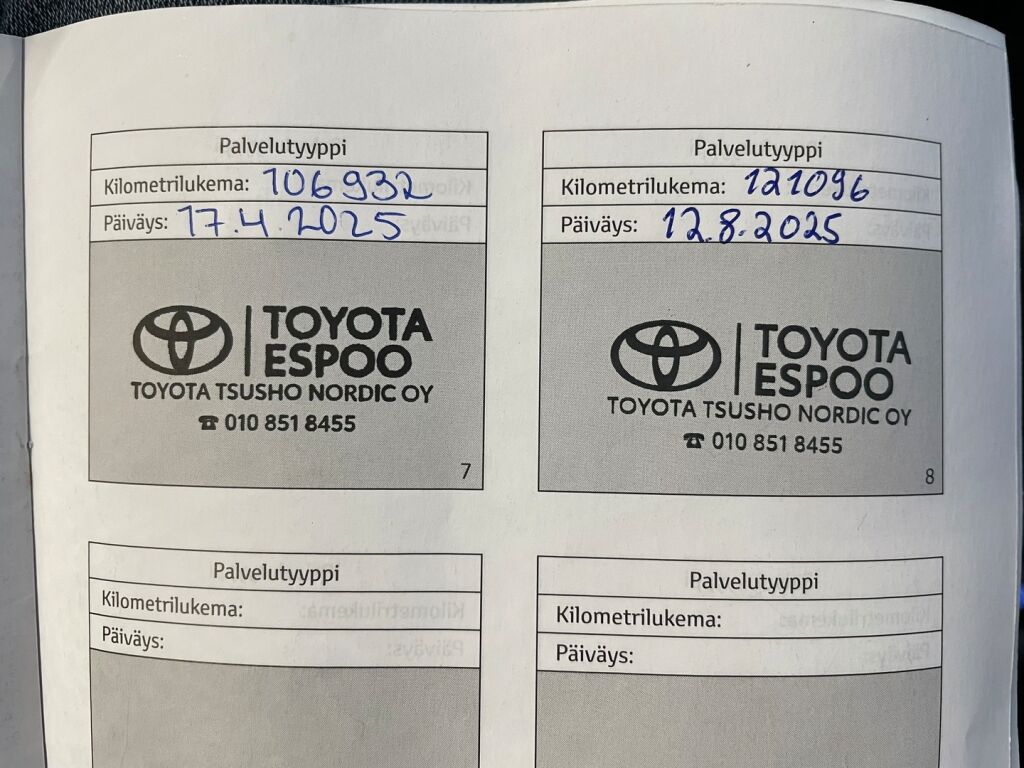 Palvelutyyppi
Kilometrilukema: 106932
Päiväys: 17.4.2025
TOYOTA
ESPOO
TOYOTA TSUSHO NORDIC OY
☎ 010 851 8455
7
Palvelutyyppi
Kilometrilukema: 121096
Päiväys: 12.8.2025
TOYOTA
ESPOO
TOYOTA TSUSHO NORDIC OY
☎ 010 851 8455
8
Palvelutyyppi
Kilometrilukema:
Päiväys:
Palvelutyyppi
Kilometrilukema:
Päiväys: